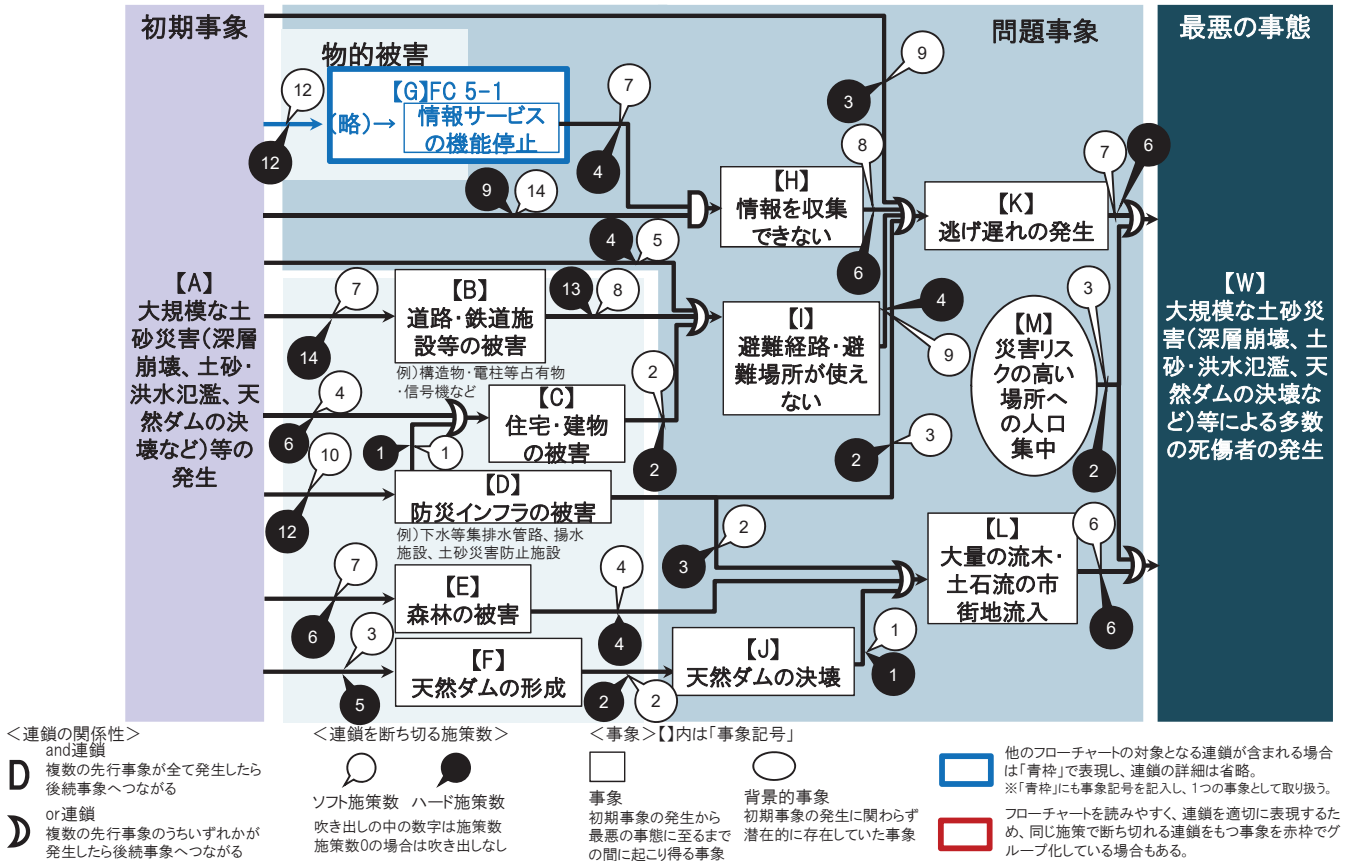 初期事象
物的被害
問題事象
最悪の事態
【A】
大規模な土
砂災害（深層
崩壊、土砂・
洪水氾濫、天
然ダムの決
壊など）等の
発生
12
12
（略）→
【G】FC 5-1
情報サービス
の機能停止
7
4
9
3
9
14
【H】
情報を収集
できない
8
6
4
5
7
14
【B】
道路・鉄道施
設等の被害
例）構造物・電柱等占有物
・信号機など
13
8
【I】
避難経路・避
難場所が使え
ない
4
9
4
6
1
1
【C】
住宅・建物
の被害
2
2
10
12
【D】
防災インフラの被害
例）下水等集排水管路、揚水
施設、土砂災害防止施設
3
2
2
3
7
6
【E】
森林の被害
4
4
3
5
【F】
天然ダムの形成
2
2
【J】
天然ダムの決壊
1
1
【K】
逃げ遅れの発生
7
6
【M】
災害リス
クの高い
場所へ
の人口
集中
3
2
【L】
大量の流木・
土石流の市
街地流入
6
6
【W】
大規模な土砂災
害（深層崩壊、土
砂・洪水氾濫、天
然ダムの決壊な
ど）等による多数
の死傷者の発生
＜連鎖の関係性＞
and連鎖
複数の先行事象が全て発生したら
後続事象へつながる
or連鎖
複数の先行事象のうちいずれかが
発生したら後続事象へつながる
＜連鎖を断ち切る施策数＞
ソフト施策数 ハード施策数
吹き出しの中の数字は施策数
施策数0の場合は吹き出しなし
＜事象＞【】内は「事象記号」
事象
初期事象の発生から
最悪の事態に至るまで
の間に起こり得る事象
背景的事象
初期事象の発生に関わらず
潜在的に存在していた事象
他のフローチャートの対象となる連鎖が含まれる場合
は「青枠」で表現し、連鎖の詳細は省略。
※「青枠」にも事象記号を記入し、1つの事象として取り扱う。
フローチャートを読みやすく、連鎖を適切に表現するた
め、同じ施策で断ち切れる連鎖をもつ事象を赤枠でグ
ループ化している場合もある。